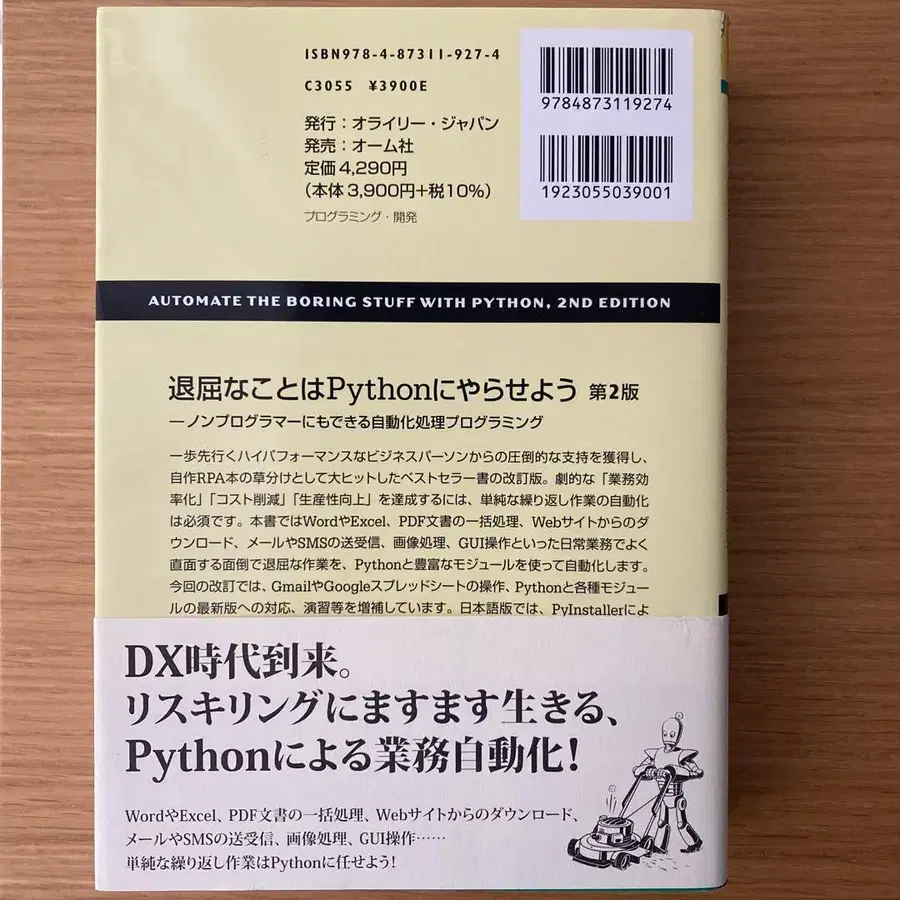 ISBN978-4-87311-927-4
C3055 ¥3900E
発行：オライリー・ジャパン
発売：オーム社
定価4,290円
（本体3,900円+税10%）
プログラミング・開発
9784873119274
1923055039001
AUTOMATE THE BORING STUFF WITH PYTHON, 2ND EDITION
退屈なことはPythonにやらせよう 第2版
―ノンプログラマーにもできる自動化処理プログラミング
一歩先行くハイパフォーマンスなビジネスパーソンからの圧倒的な支持を獲得し、
自作RPA本の草分けとして大ヒットしたベストセラー書の改訂版。劇的な「業務効
率化」「コスト削減」「生産性向上」を達成するには、単純な繰り返し作業の自動化
は必須です。本書ではWordやExcel、PDF文書の一括処理、Webサイトからのダ
ウンロード、メールやSMSの送受信、画像処理、GUI操作といった日常業務でよく
直面する面倒で退屈な作業を、Pythonと豊富なモジュールを使って自動化します。
今回の改訂では、GmailやGoogleスプレッドシートの操作、Pythonと各種モジュー
ルの最新版への対応、演習等を増補しています。日本語版では、PyInstallerによ
DX時代到来。
リスキリングにますます生きる、
Pythonによる業務自動化！
WordやExcel、PDF文書の一括処理、Webサイトからのダウンロード、
メールやSMSの送受信、画像処理、GUI操作……
単純な繰り返し作業はPythonに任せよう！